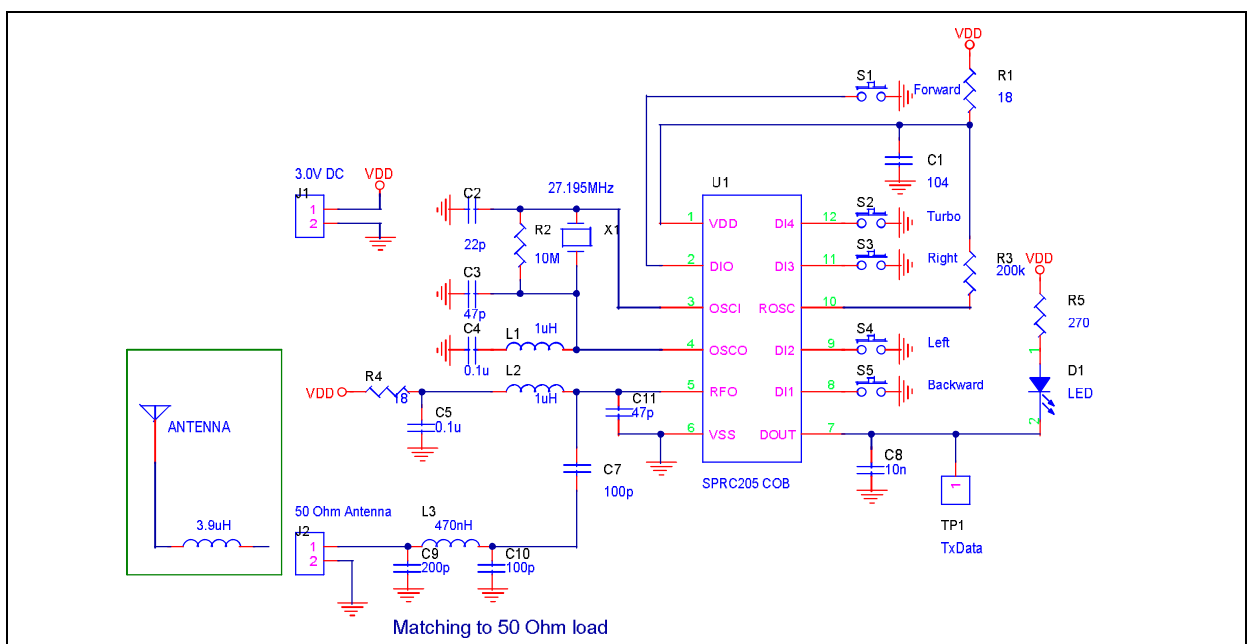 VDD
S1
Forward
R1
18
C1
104
3.0V DC
VDD
J1
1
2
C2
22p
27.195MHz
R2
10M
X1
C3
47p
C4
0.1u
L1
1uH
L2
1uH
VDD
R4
18
C5
0.1u
C11
47p
U1
1
VDD
DI4
12
S2
Turbo
2
DIO
DI3
11
S3
Right
R3
200k
VDD
3
OSCI
ROSC
10
R5
270
4
OSCO
DI2
9
S4
Left
5
RFO
DI1
8
S5
Backward
1
D1
LED
2
6
VSS
DOUT
7
SPRC205 COB
C8
10n
1
TP1
TxData
ANTENNA
3.9uH
C7
100p
50 Ohm Antenna
J2
1
2
L3
470nH
C9
200p
C10
100p
Matching to 50 Ohm load